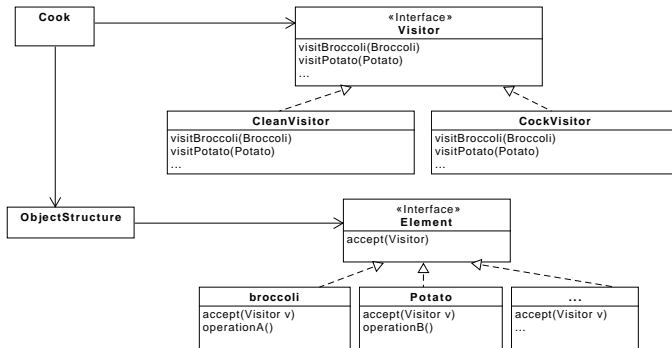 Cook
«Interface»
Visitor
visitBroccoli(Broccoli)
visitPotato(Potato)
...
CleanVisitor
visitBroccoli(Broccoli)
visitPotato(Potato)
...
CockVisitor
visitBroccoli(Broccoli)
visitPotato(Potato)
...
ObjectStructure
«Interface»
Element
accept(Visitor)
broccoli
accept(Visitor v)
operationA()
Potato
accept(Visitor v)
operationB()
...
accept(Visitor v)
...